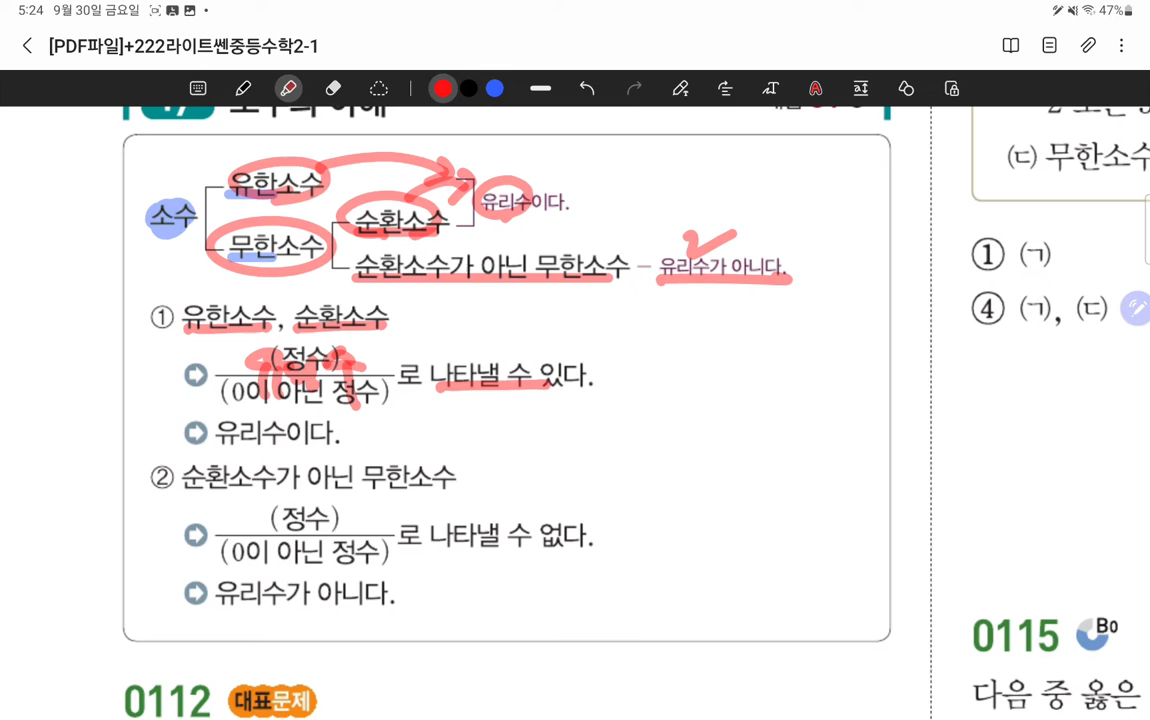 5:24 9월 30일 금요일 47%
[PDF파일]+222라이트쎈중등수학2-1
17 소수의 이해
소수
유한소수
무한소수
순환소수
유리수이다.
순환소수가 아닌 무한소수 – 유리수가 아니다.
① 유한소수, 순환소수
(정수)
(0이 아닌 정수) 로 나타낼 수 있다.
유리수이다.
② 순환소수가 아닌 무한소수
(정수)
(0이 아닌 정수) 로 나타낼 수 없다.
유리수가 아니다.
0112 대표문제
(ㄷ) 무한소수
① (ㄱ)
④ (ㄱ), (ㄷ)
0115 B0
다음 중 옳은